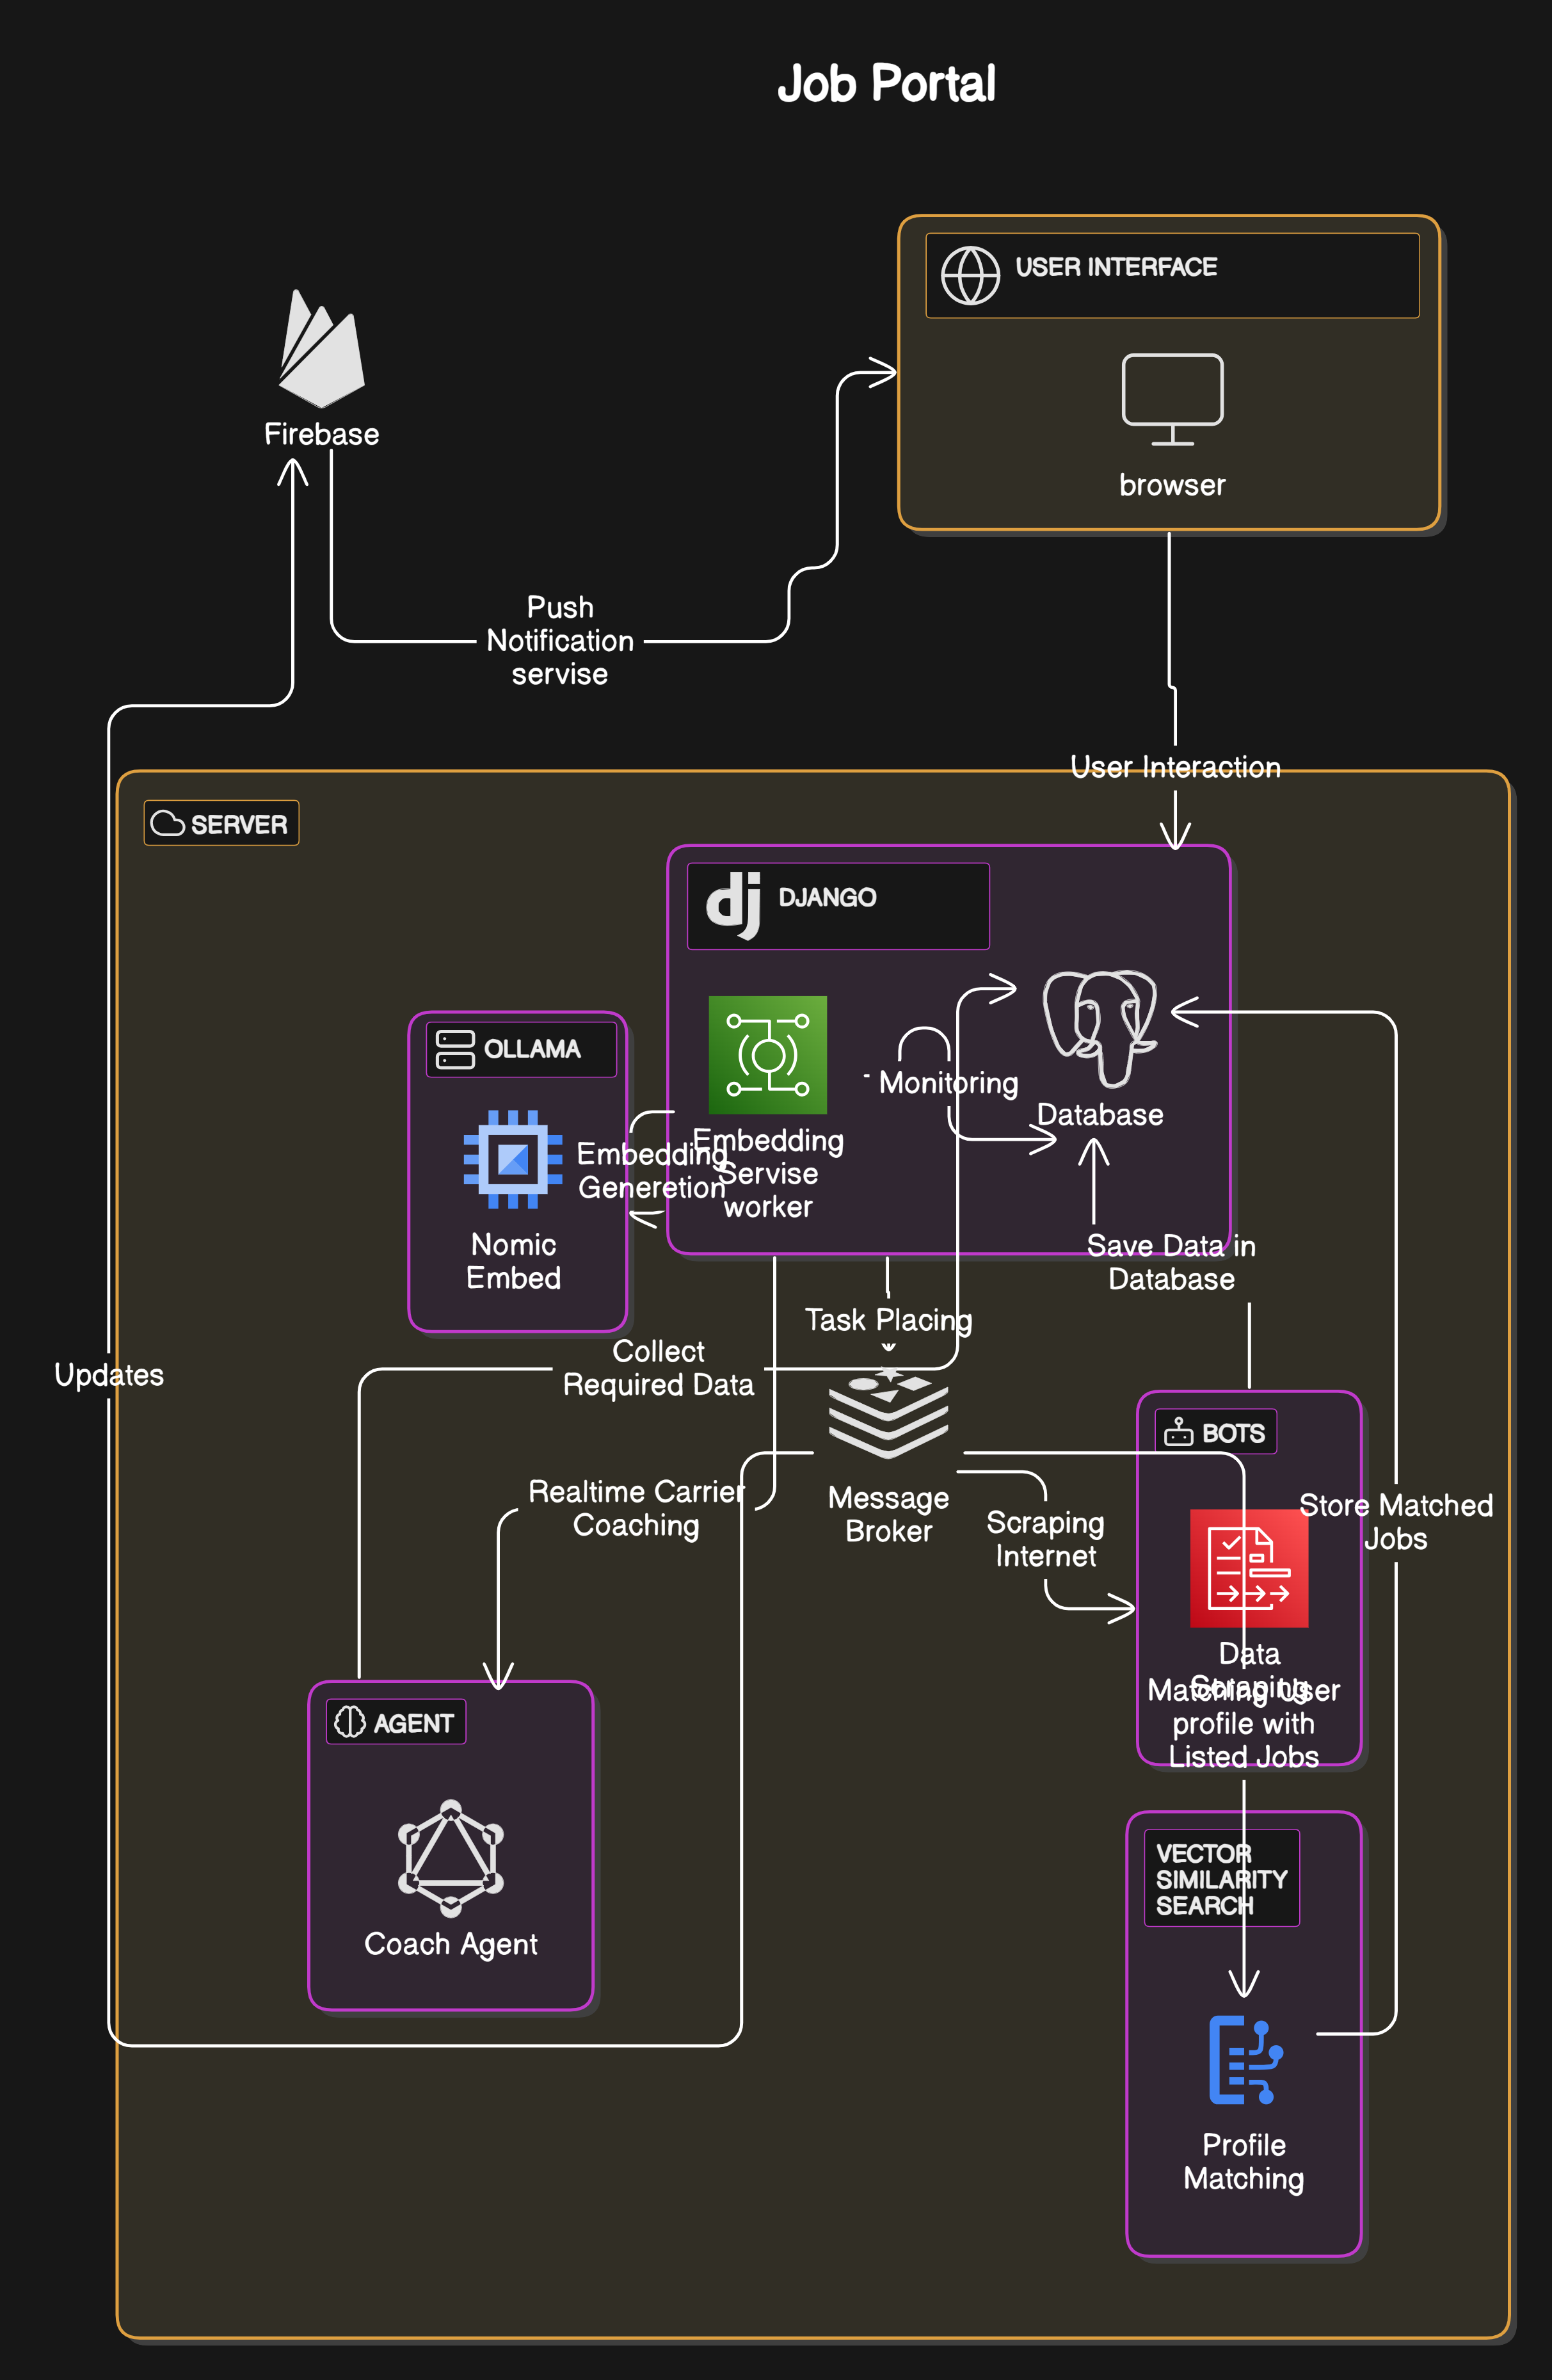 Job Portal
USER INTERFACE
browser
Firebase
Push
Notification
servise
User Interaction
SERVER
dj DJANGO
OLLAMA
Monitoring
Database
Embedding
Servise
worker
Embedding
Generetion
Nomic
Embed
Save Data in
Database
Task Placing
Collect
Required Data
Updates
BOTS
Realtime Carrier
Coaching
Message
Broker
Scraping
Internet
Store Matched
Jobs
Data
Scraping
Matching User
profile with
Listed Jobs
AGENT
Coach Agent
VECTOR
SIMILARITY
SEARCH
Profile
Matching